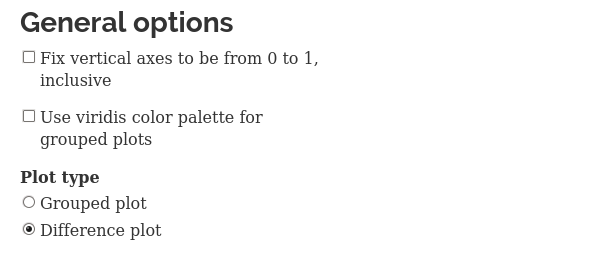 General options
Fix vertical axes to be from 0 to 1,
inclusive
Use viridis color palette for
grouped plots
Plot type
Grouped plot
Difference plot